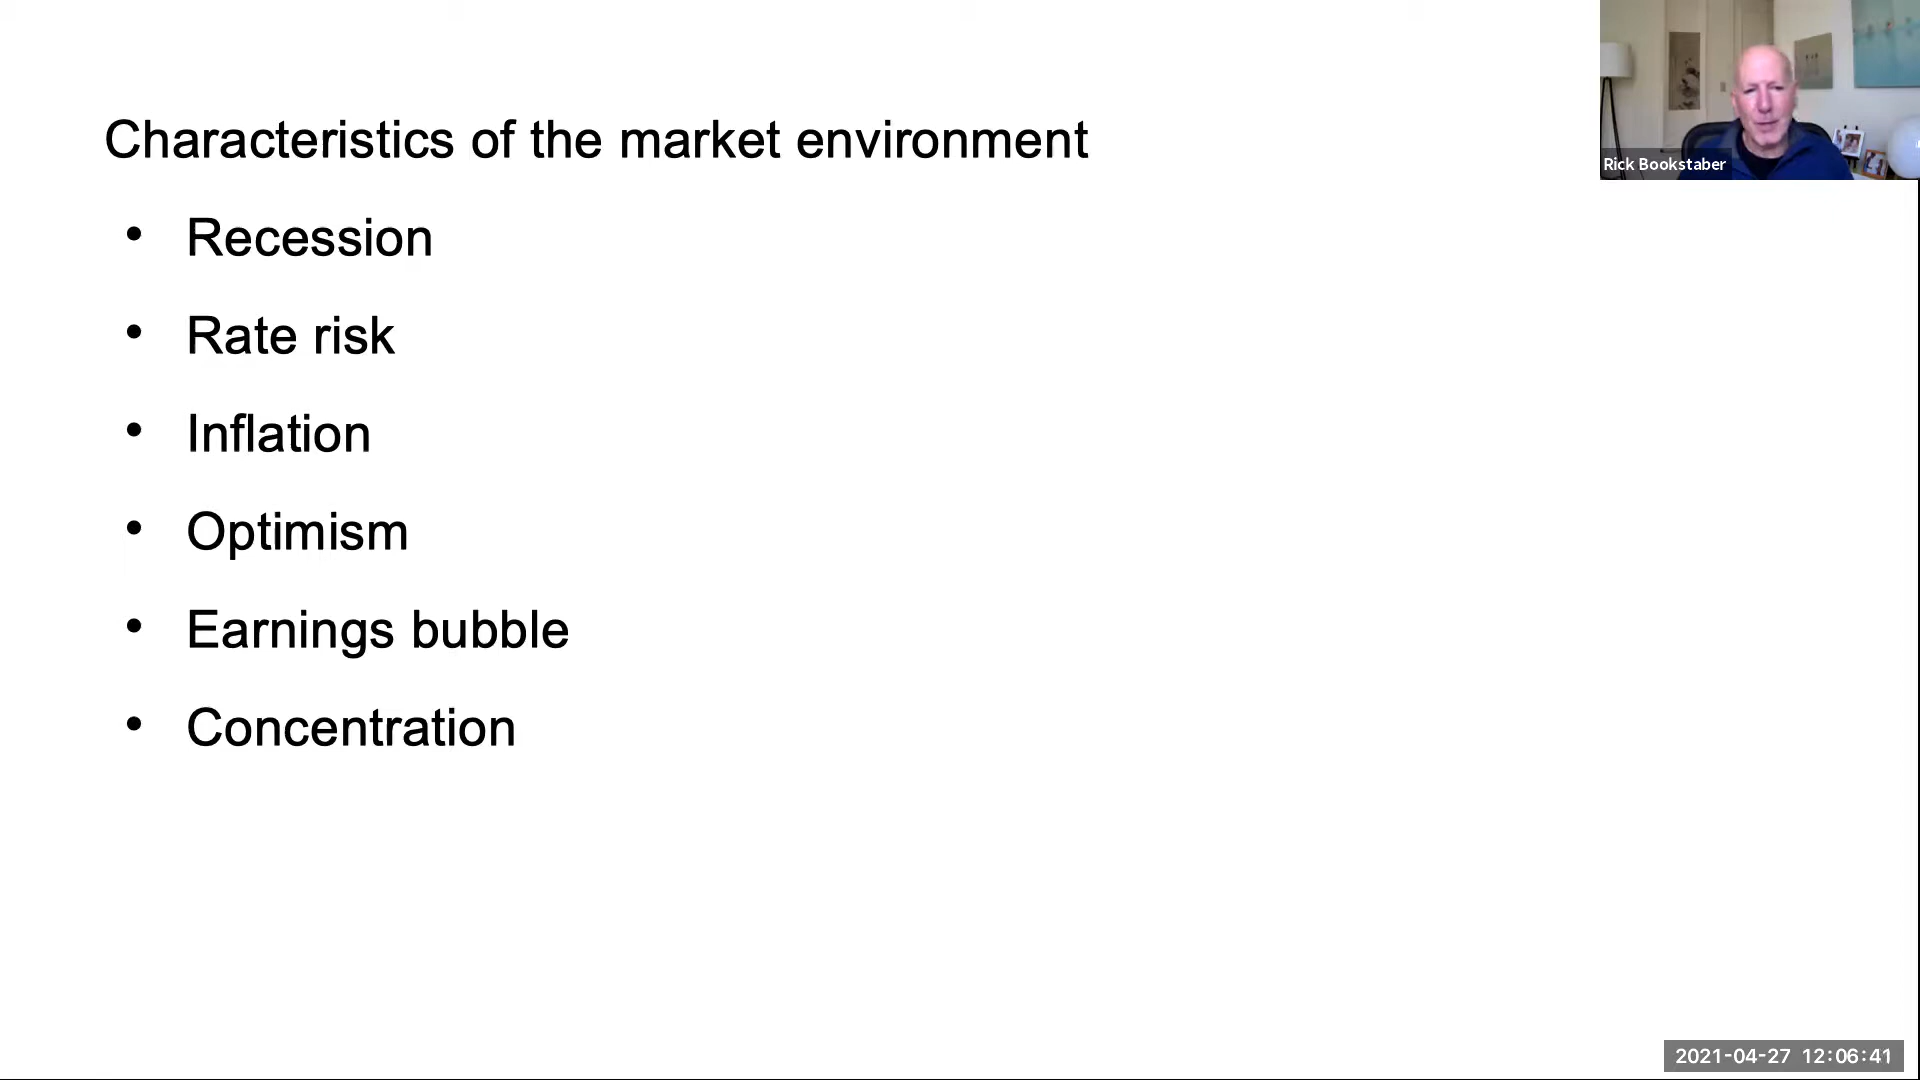 Characteristics of the market environment
• Recession
• Rate risk
• Inflation
• Optimism
• Earnings bubble
• Concentration
Rick Bookstaber
2021-04-27 12:06:41